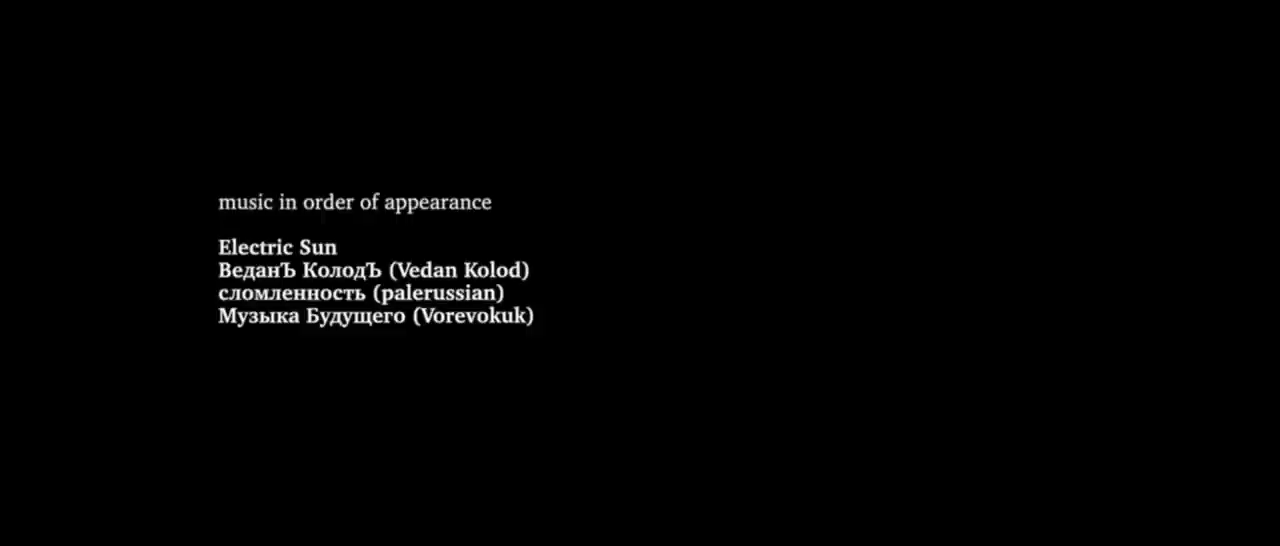 music in order of appearance
Electric Sun
ВеданЪ КолодЪ (Vedan Kolod)
сломленность (palerussian)
Музыка Будущего (Vorevokuk)